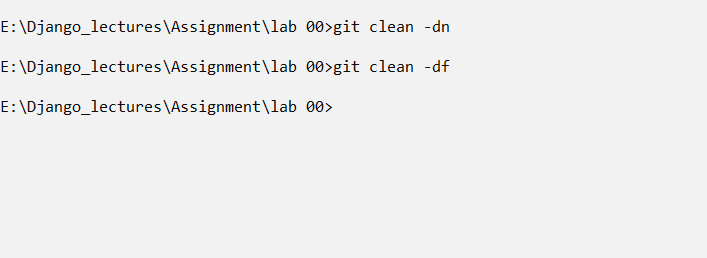 E:\Django_lectures\Assignment\lab 00>git clean -dn
E:\Django_lectures\Assignment\lab 00>git clean -df
E:\Django_lectures\Assignment\lab 00>